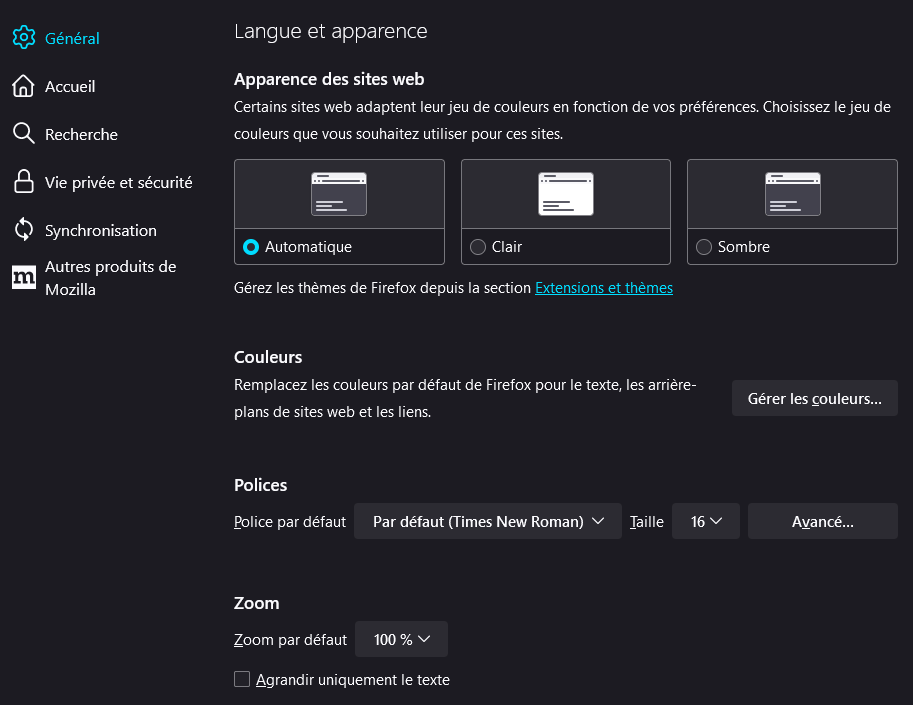 Général
Accueil
Recherche
Vie privée et sécurité
Synchronisation
m
Autres produits de
Mozilla
Langue et apparence
Apparence des sites web
Certains sites web adaptent leur jeu de couleurs en fonction de vos préférences. Choisissez le jeu de
couleurs que vous souhaitez utiliser pour ces sites.
Automatique
Clair
Sombre
Gérez les thèmes de Firefox depuis la section Extensions et thèmes
Couleurs
Remplacez les couleurs par défaut de Firefox pour le texte, les arrière-
plans de sites web et les liens.
Gérer les couleurs...
Polices
Police par défaut Par défaut (Times New Roman) Taille 16 Avancé...
Zoom
Zoom par défaut 100 %
Agrandir uniquement le texte